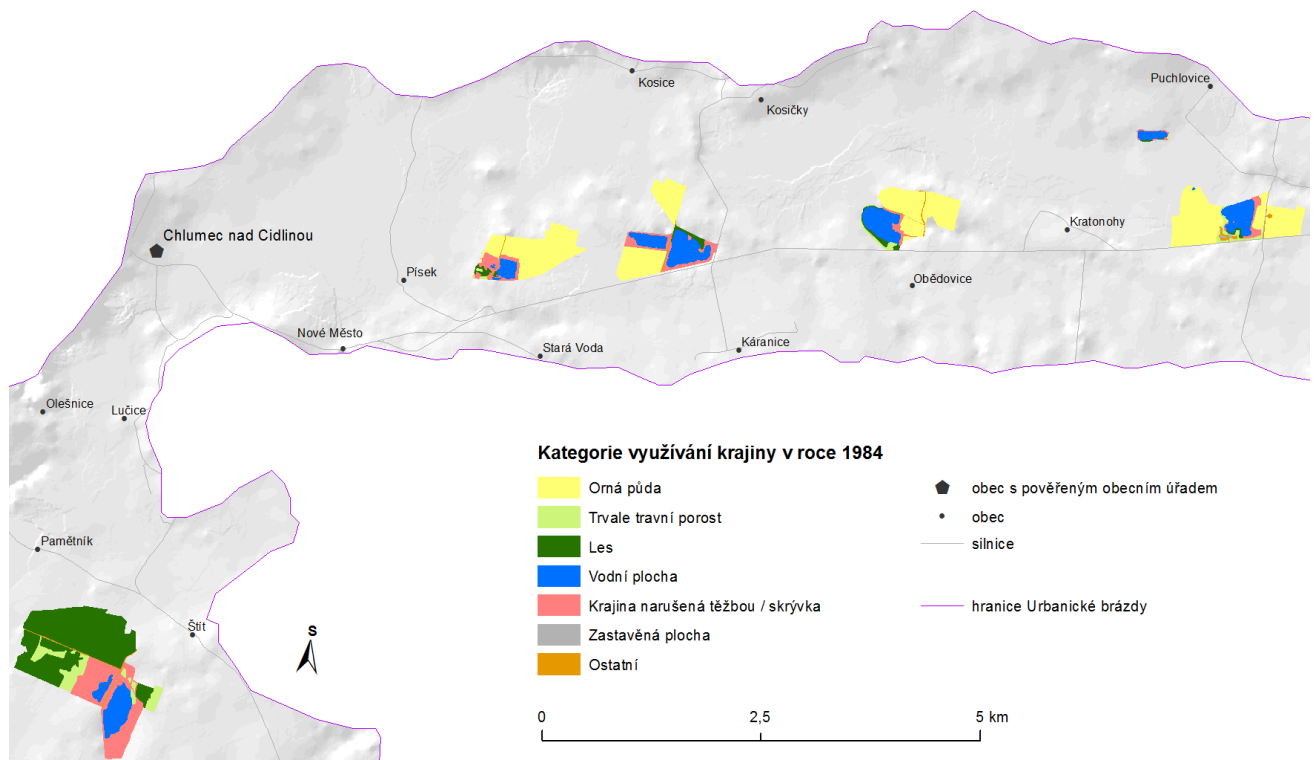 Kosice
Puchlovice
Kosičky
Kratonohy
Chlumec nad Cidlinou
Písek
Obědovice
Nové Město
Stará Voda
Káranice
Olešnice
Lučice
Pamětník
Štít
S
Kategorie využívání krajiny v roce 1984
Orná půda
Trvale travní porost
Les
Vodní plocha
Krajina narušená těžbou / skrývka
Zastavěná plocha
Ostatní
obec s pověřeným obecním úřadem
obec
silnice
hranice Urbanické brázdy
0 2,5 5 km